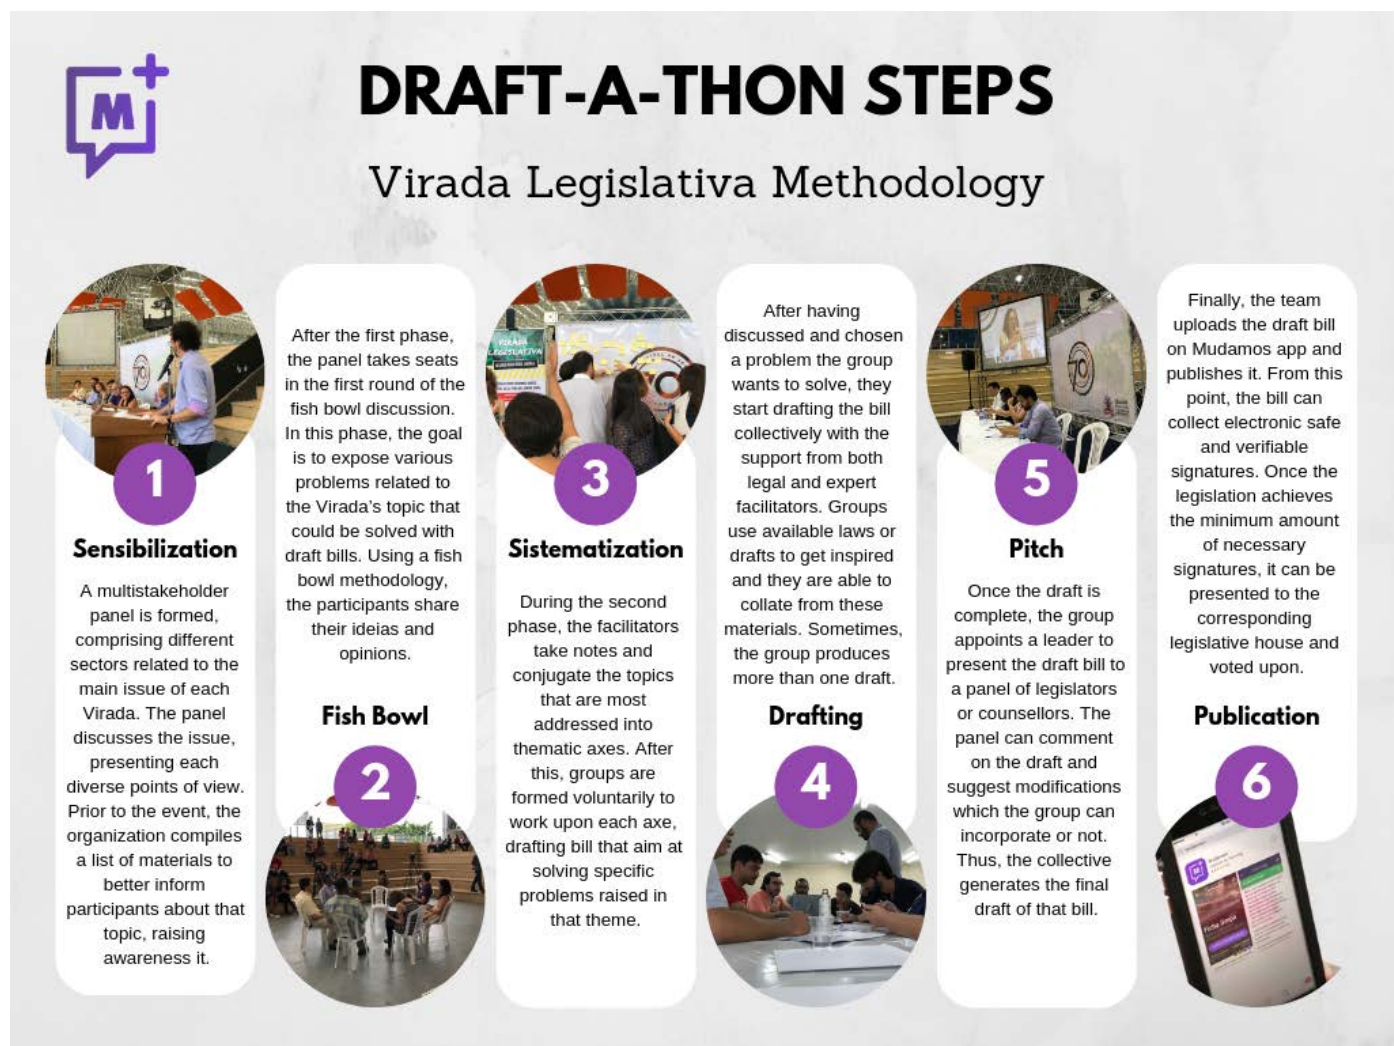 M
DRAFT-A-THON STEPS
Virada Legislativa Methodology
1
Sensibilization
A multistakeholder
panel is formed,
comprising different
sectors related to the
main issue of each
Virada. The panel
discusses the issue,
presenting each
diverse points of view.
Prior to the event, the
organization compiles
a list of materials to
better inform
participants about that
topic, raising
awareness it.
After the first phase,
the panel takes seats
in the first round of the
fish bowl discussion.
In this phase, the goal
is to expose various
problems related to
the Virada's topic that
could be solved with
draft bills. Using a fish
bowl methodology,
the participants share
their ideias and
opinions.
Fish Bowl
2
VIRADA
LEGISLATIVA
3
Sistematization
During the second
phase, the facilitators
take notes and
conjugate the topics
that are most
addressed into
thematic axes. After
this, groups are
formed voluntarily to
work upon each axe,
drafting bill that aim at
solving specific
problems raised in
that theme.
After having
discussed and chosen
a problem the group
wants to solve, they
start drafting the bill
collectively with the
support from both
legal and expert
facilitators. Groups
use available laws or
drafts to get inspired
and they are able to
collate from these
materials. Sometimes,
the group produces
more than one draft.
Drafting
4
70
5
Pitch
Once the draft is
complete, the group
appoints a leader to
present the draft bill to
a panel of legislators
or counsellors. The
panel can comment
on the draft and
suggest modifications
which the group can
incorporate or not.
Thus, the collective
generates the final
draft of that bill.
Finally, the team
uploads the draft bill
on Mudamos app and
publishes it. From this
point, the bill can
collect electronic safe
and verifiable
signatures. Once the
legislation achieves
the minimum amount
of necessary
signatures, it can be
presented to the
corresponding
legislative house and
voted upon.
Publication
6